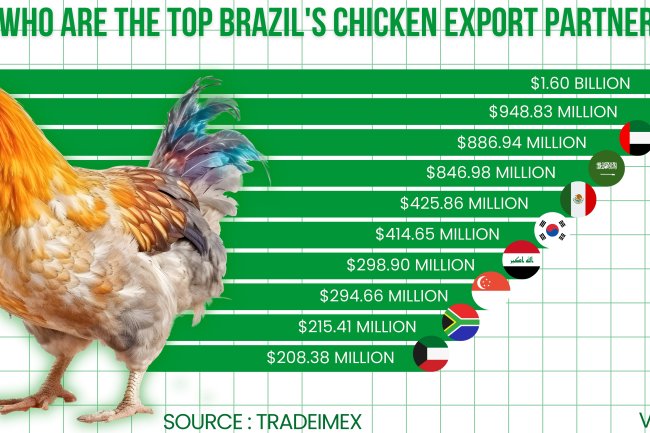 WHO ARE THE TOP BRAZIL'S CHICKEN EXPORT PARTNER
$1.60 BILLION
$948.83 MILLION
$886.94 MILLION
$846.98 MILLION
$425.86 MILLION
$414.65 MILLION
$298.90 MILLION
$294.66 MILLION
$215.41 MILLION
$208.38 MILLION
SOURCE : TRADEIMEX